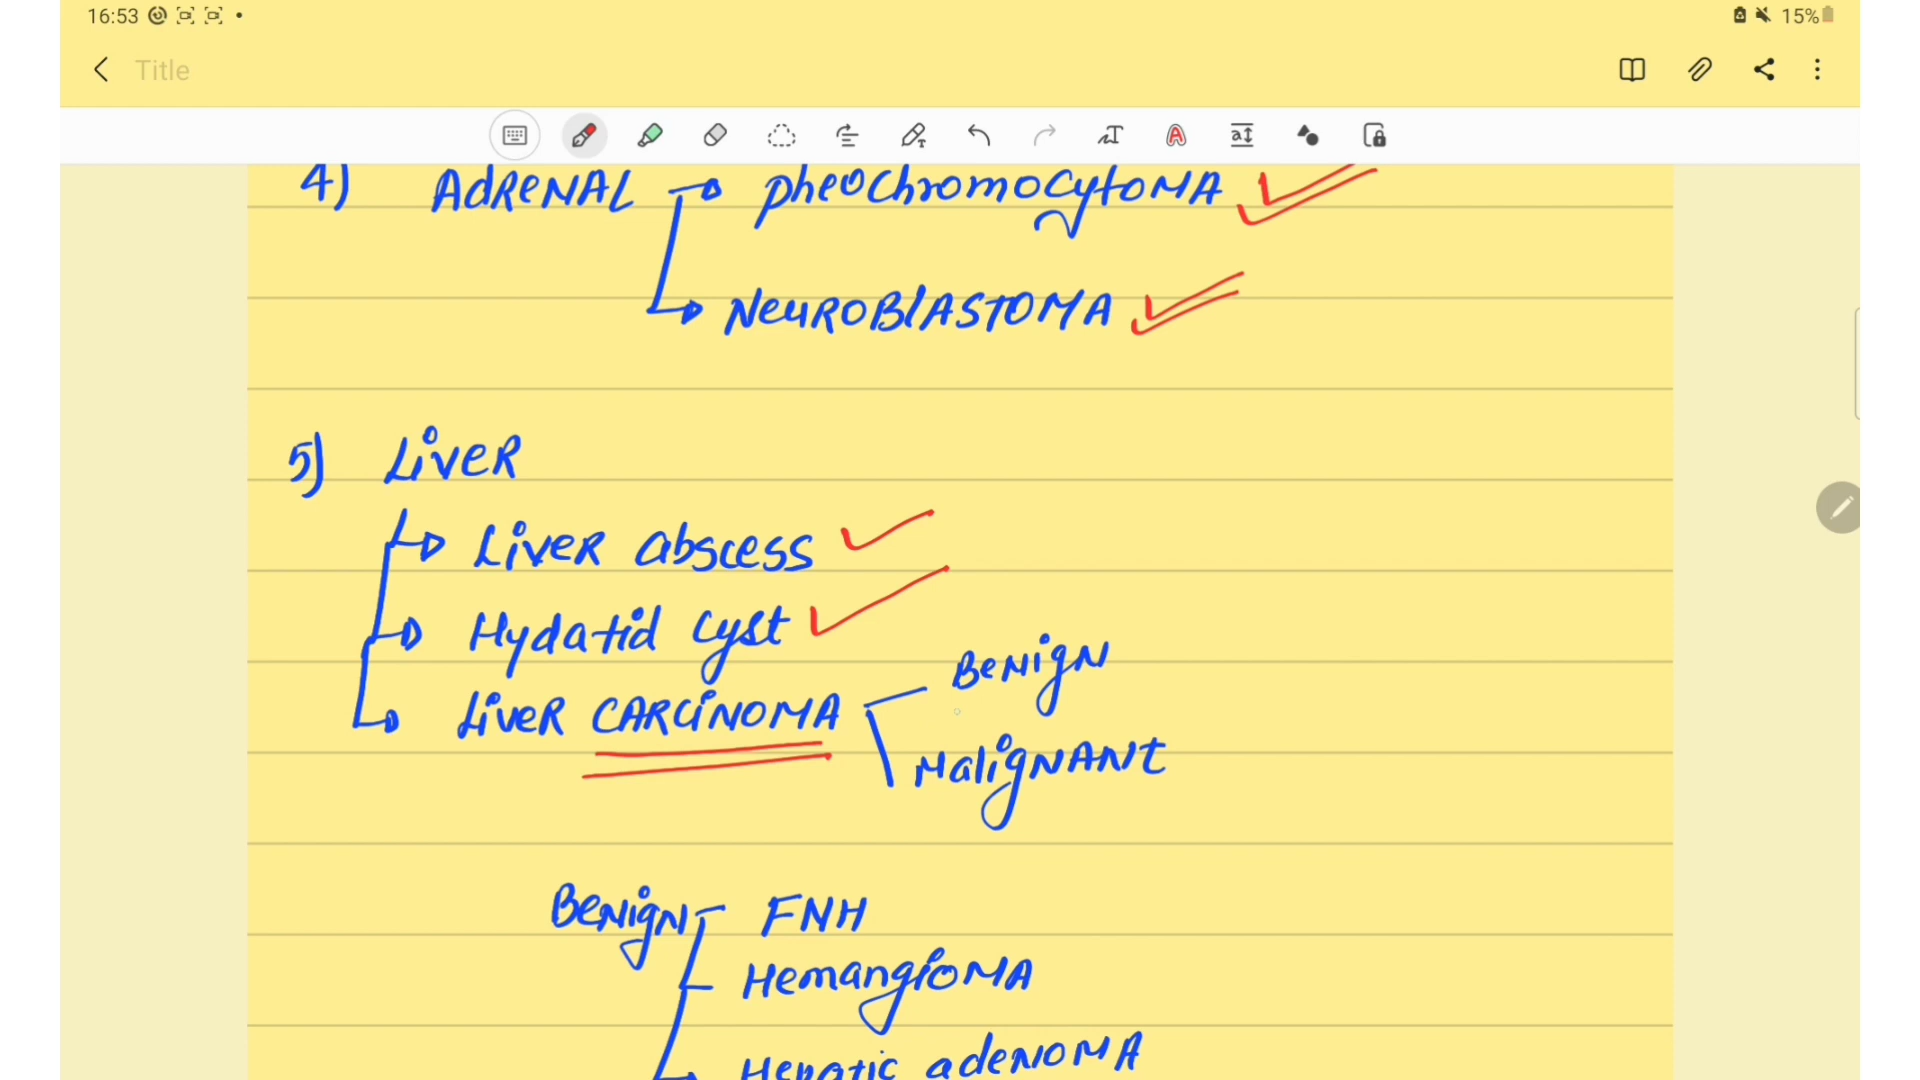 16:53 15%
Title
4) ADRENAL pheochromocytoma
Neuroblastoma
5) Liver
Liver abscess
Hydatid cyst
Liver CARCINOMA Benign
Malignant
Benign FNH
Hemangioma
Hepatic adenoma